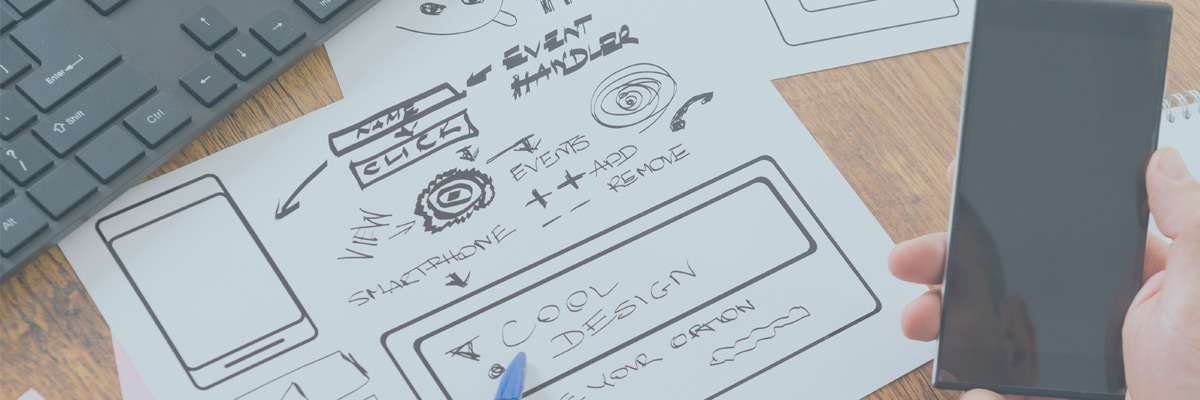 EVENT
HANDLER
NAME
CLICK
EVENTS
++ ADD
-- REMOVE
VIEW
SMARTPHONE
COOL
DESIGN
YOUR OPTION
Enter
Shift
Ctrl
Alt